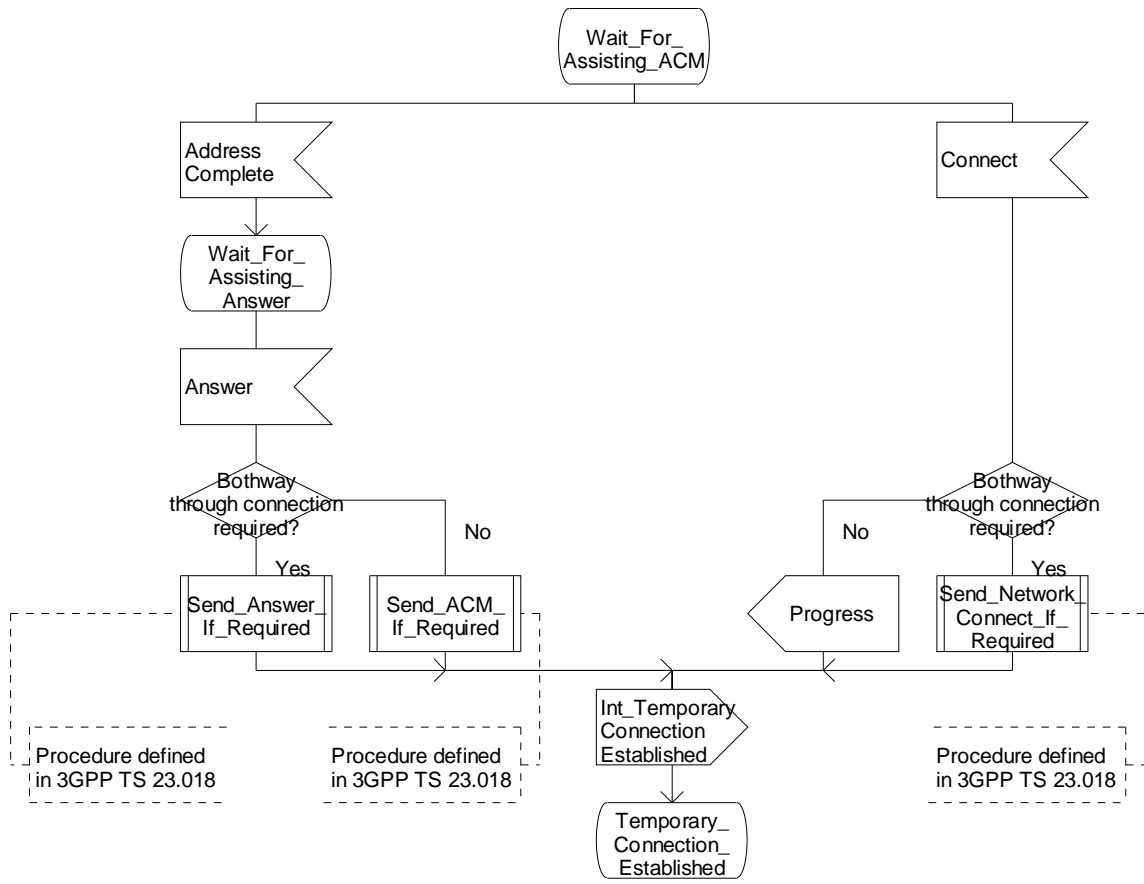 Wait_For_
Assisting_ACM
Address
Complete
Connect
Wait_For_
Assisting_
Answer
Answer
Bothway
through connection
required?
Bothway
through connection
required?
No
No
Yes
Yes
Send_Answer_
If_Required
Send_ACM_
If_Required
Progress
Send_Network_
Connect_If_
Required
Int_Temporary
Connection
Established
Procedure defined
in 3GPP TS 23.018
Procedure defined
in 3GPP TS 23.018
Procedure defined
in 3GPP TS 23.018
Temporary_
Connection_
Established